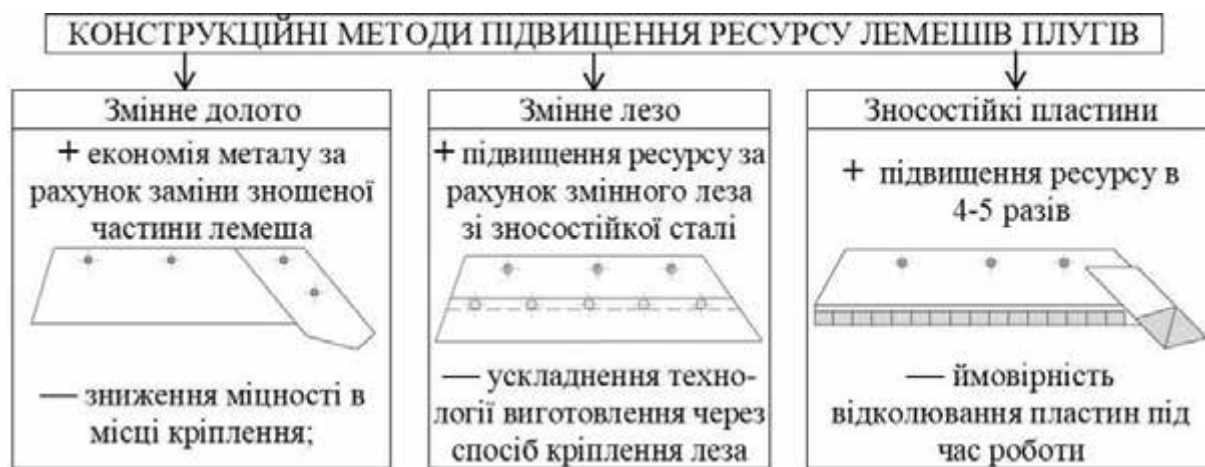 КОНСТРУКЦІЙНІ МЕТОДИ ПІДВИЩЕННЯ РЕСУРСУ ЛЕМЕШІВ ПЛУГІВ
Змінне долото
+ економія металу за
рахунок заміни зношеної
частини лемеша
— зниження міцності в
місці кріплення;
Змінне лезо
+ підвищення ресурсу за
рахунок змінного леза
зі зносостійкої сталі
— ускладнення техно-
логії виготовлення через
спосіб кріплення леза
Зносостійкі пластини
+ підвищення ресурсу в
4-5 разів
— ймовірність
відколювання пластин під
час роботи